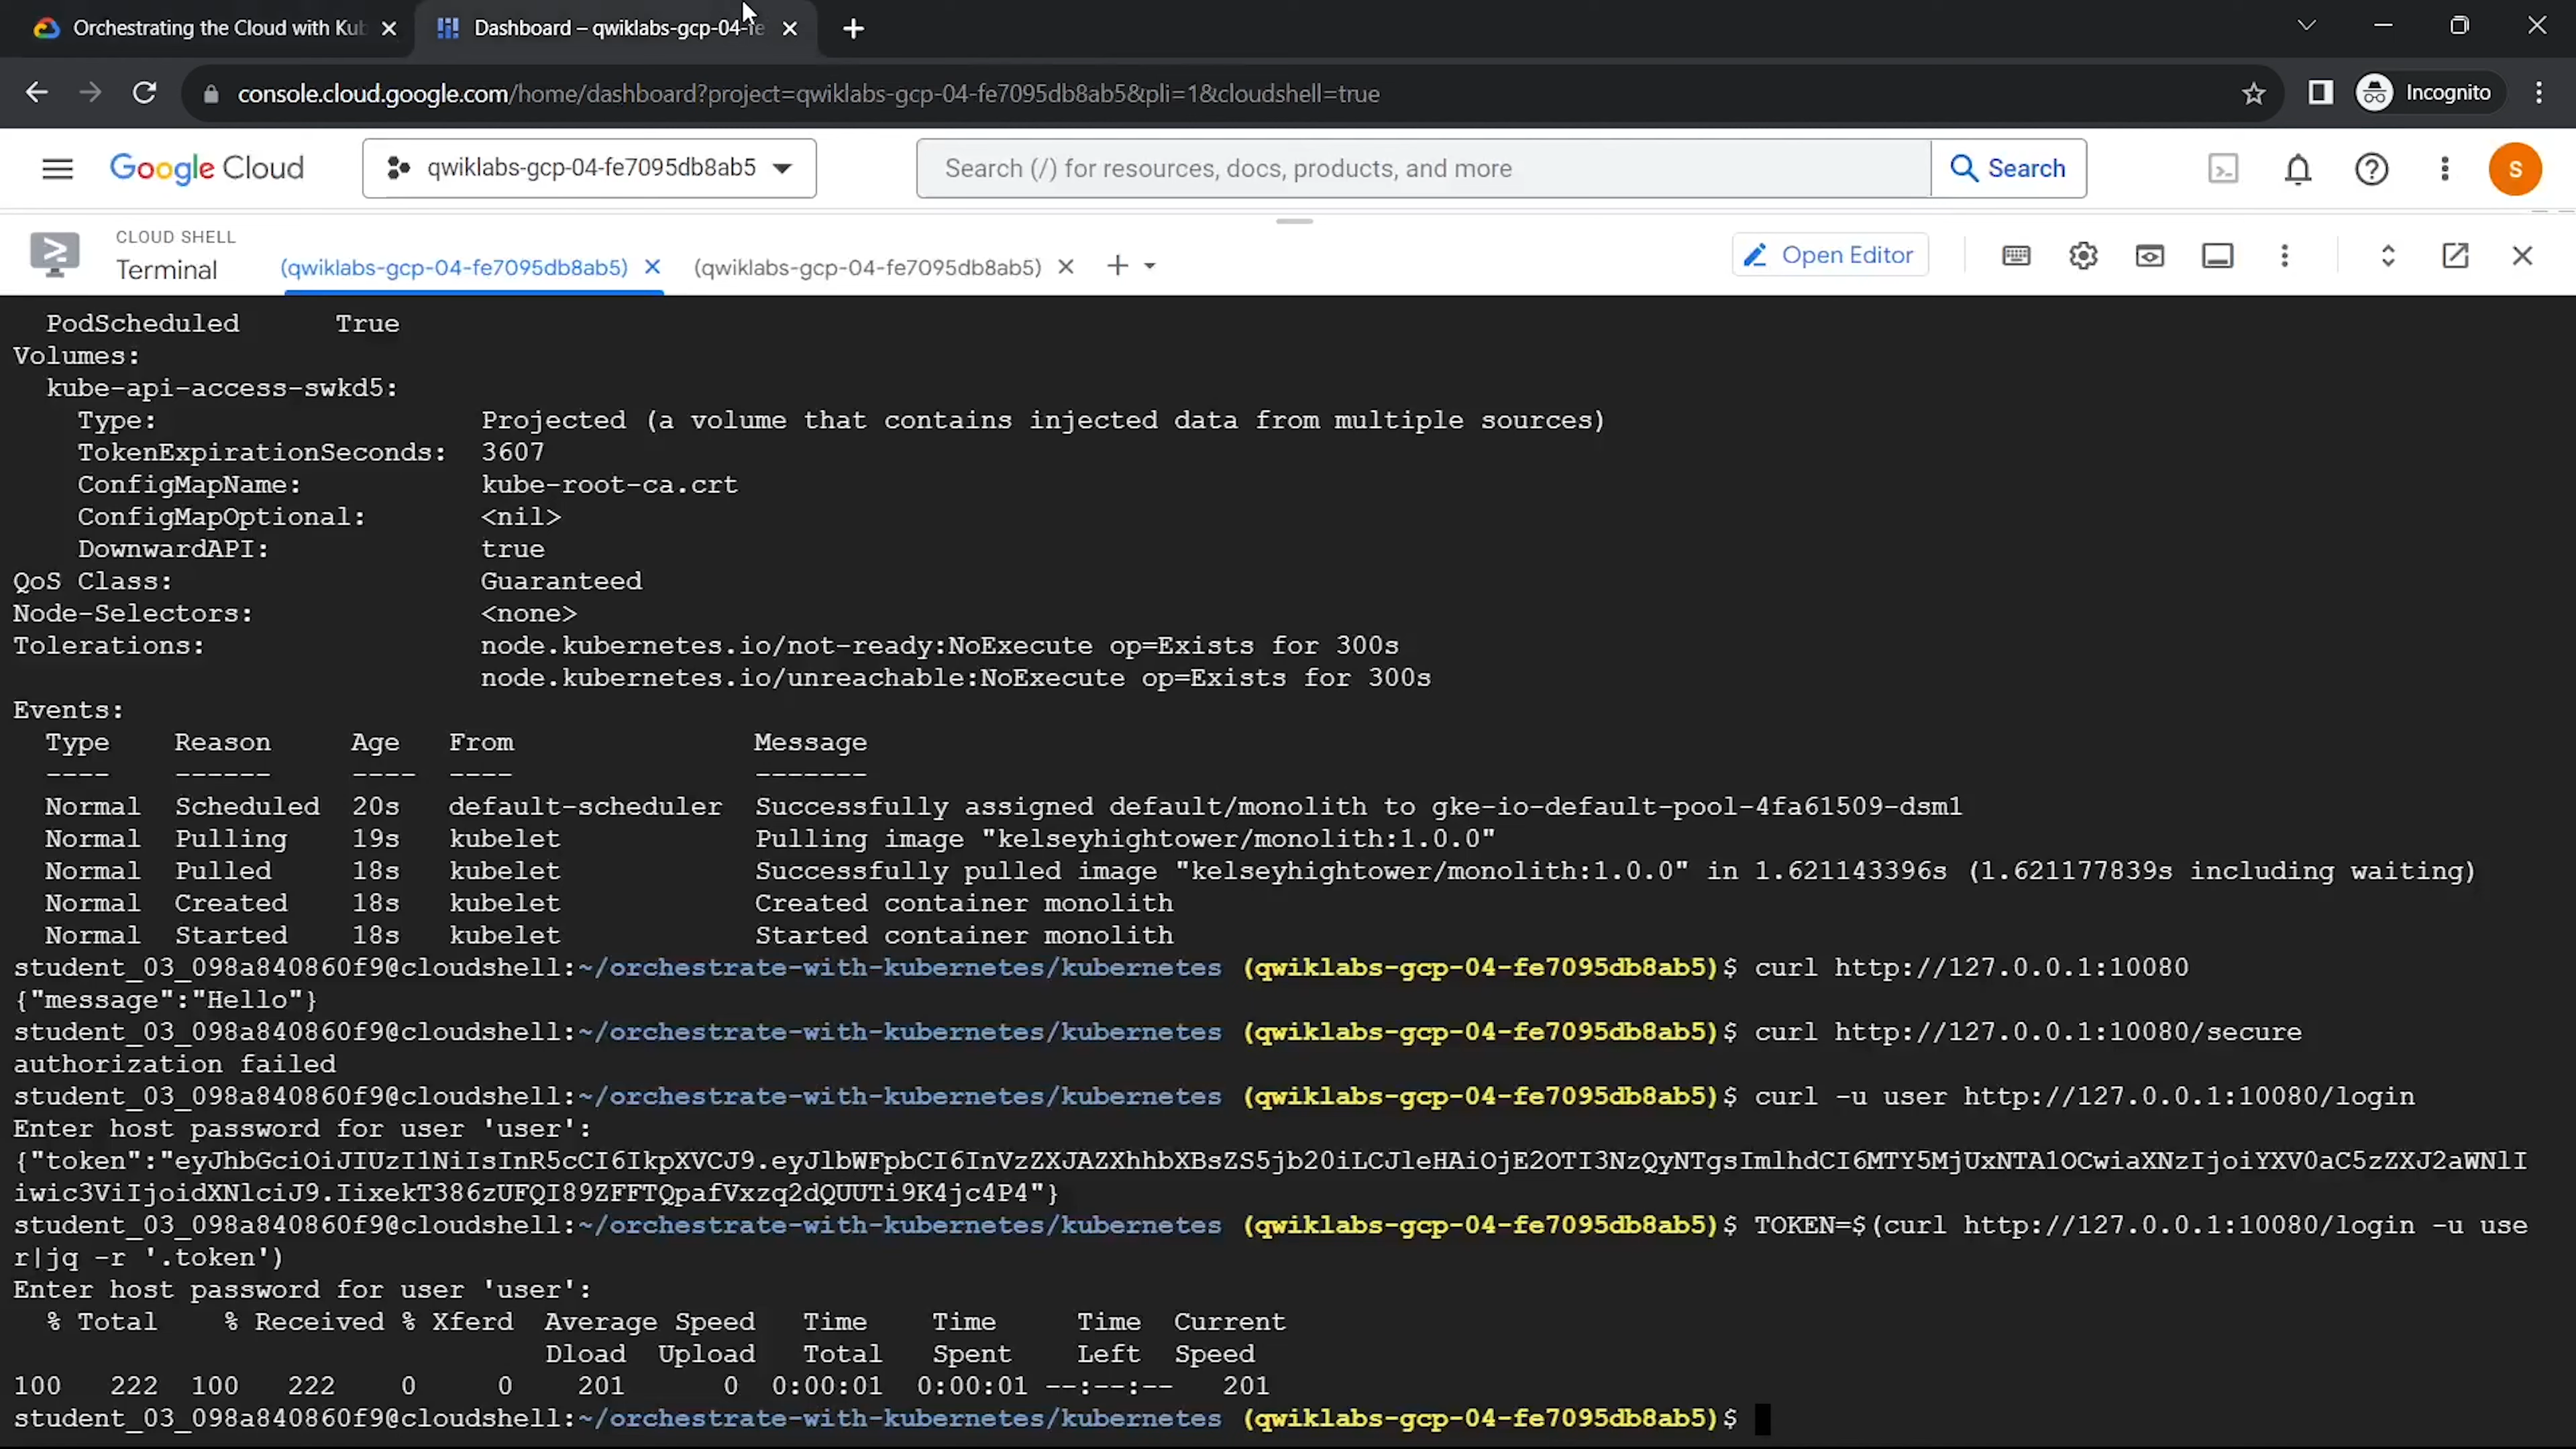 Orchestrating the Cloud with Kub
Dashboard – qwiklabs-gcp-04-fe
console.cloud.google.com/home/dashboard?project=qwiklabs-gcp-04-fe7095db8ab5&pli=1&cloudshell=true
Incognito
Google Cloud
qwiklabs-gcp-04-fe7095db8ab5
Search (/) for resources, docs, products, and more
Search
S
CLOUD SHELL
Terminal
(qwiklabs-gcp-04-fe7095db8ab5)
(qwiklabs-gcp-04-fe7095db8ab5)
Open Editor
PodScheduled      True
Volumes:
kube-api-access-swkd5:
Type:                    Projected (a volume that contains injected data from multiple sources)
TokenExpirationSeconds:  3607
ConfigMapName:           kube-root-ca.crt
ConfigMapOptional:       <nil>
DownwardAPI:             true
QoS Class:                   Guaranteed
Node-Selectors:              <none>
Tolerations:                 node.kubernetes.io/not-ready:NoExecute op=Exists for 300s
node.kubernetes.io/unreachable:NoExecute op=Exists for 300s
Events:
Type    Reason     Age   From               Message
----    ------     ----  ----               -------
Normal  Scheduled  20s   default-scheduler  Successfully assigned default/monolith to gke-io-default-pool-4fa61509-dsm1
Normal  Pulling    19s   kubelet            Pulling image "kelseyhightower/monolith:1.0.0"
Normal  Pulled     18s   kubelet            Successfully pulled image "kelseyhightower/monolith:1.0.0" in 1.621143396s (1.621177839s including waiting)
Normal  Created    18s   kubelet            Created container monolith
Normal  Started    18s   kubelet            Started container monolith
student_03_098a840860f9@cloudshell:~/orchestrate-with-kubernetes/kubernetes (qwiklabs-gcp-04-fe7095db8ab5)$ curl http://127.0.0.1:10080
{"message":"Hello"}
student_03_098a840860f9@cloudshell:~/orchestrate-with-kubernetes/kubernetes (qwiklabs-gcp-04-fe7095db8ab5)$ curl http://127.0.0.1:10080/secure
authorization failed
student_03_098a840860f9@cloudshell:~/orchestrate-with-kubernetes/kubernetes (qwiklabs-gcp-04-fe7095db8ab5)$ curl -u user http://127.0.0.1:10080/login
Enter host password for user 'user':
{"token":"eyJhbGciOiJIUzI1NiIsInR5cCI6IkpXVCJ9.eyJlbWFpbCI6InVzZXJAZXhhbXBsZS5jb20iLCJleHAiOjE2OTI3NzQyNTgsImlhdCI6MTY5MjUxNTA1OCwiaXNzIjoiYXV0aC5zZXJ2aWNlI
iwic3ViIjoidXNlciJ9.IixekT386zUFQI89ZFFTQpafVxzq2dQUUTi9K4jc4P4"}
student_03_098a840860f9@cloudshell:~/orchestrate-with-kubernetes/kubernetes (qwiklabs-gcp-04-fe7095db8ab5)$ TOKEN=$(curl http://127.0.0.1:10080/login -u use
r|jq -r '.token')
Enter host password for user 'user':
% Total    % Received % Xferd  Average Speed   Time    Time     Time  Current
Dload  Upload   Total   Spent    Left  Speed
100   222  100   222    0     0    201      0  0:00:01  0:00:01 --:--:--   201
student_03_098a840860f9@cloudshell:~/orchestrate-with-kubernetes/kubernetes (qwiklabs-gcp-04-fe7095db8ab5)$